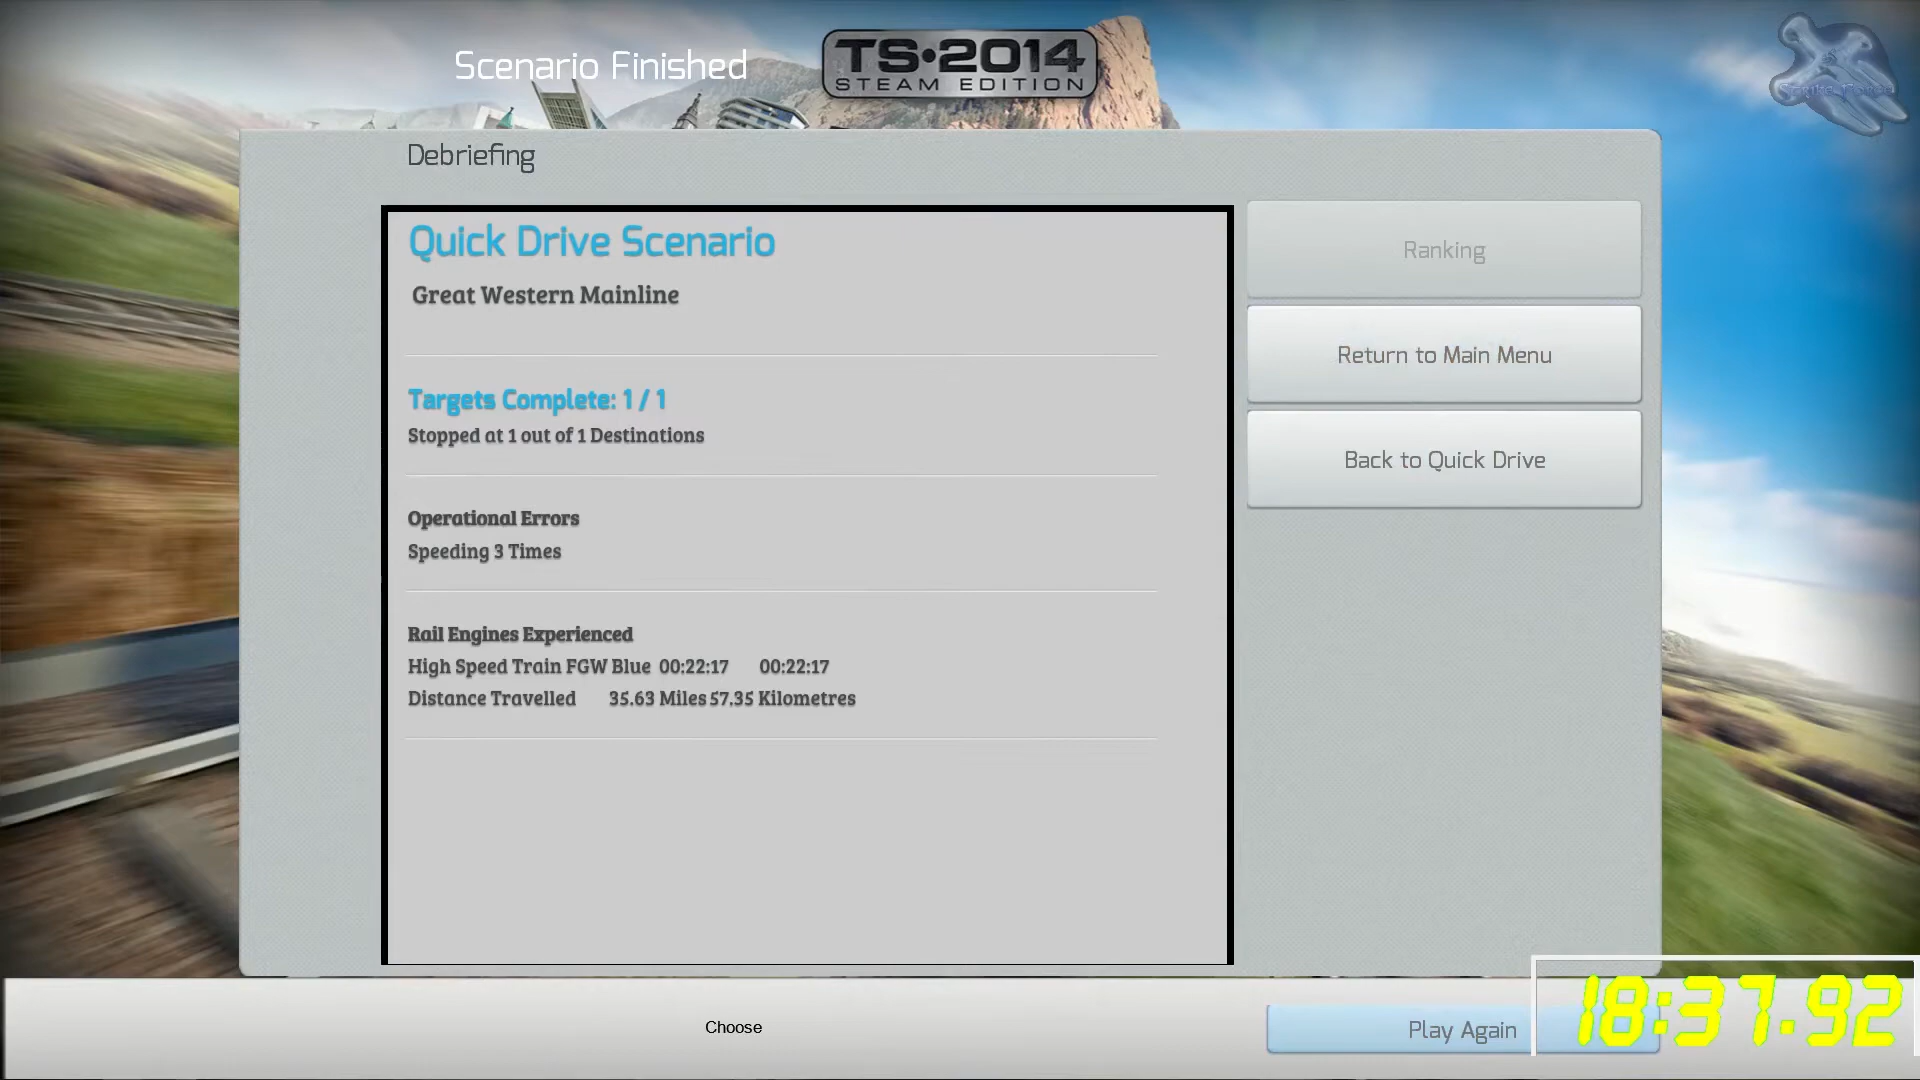 Scenario Finished
TS•2014
STEAM EDITION
Strike Force
Debriefing
Quick Drive Scenario
Great Western Mainline
Targets Complete: 1 / 1
Stopped at 1 out of 1 Destinations
Operational Errors
Speeding 3 Times
Rail Engines Experienced
High Speed Train FGW Blue 00:22:17 00:22:17
Distance Travelled 35.63 Miles 57.35 Kilometres
Ranking
Return to Main Menu
Back to Quick Drive
Choose
Play Again
18:37.92